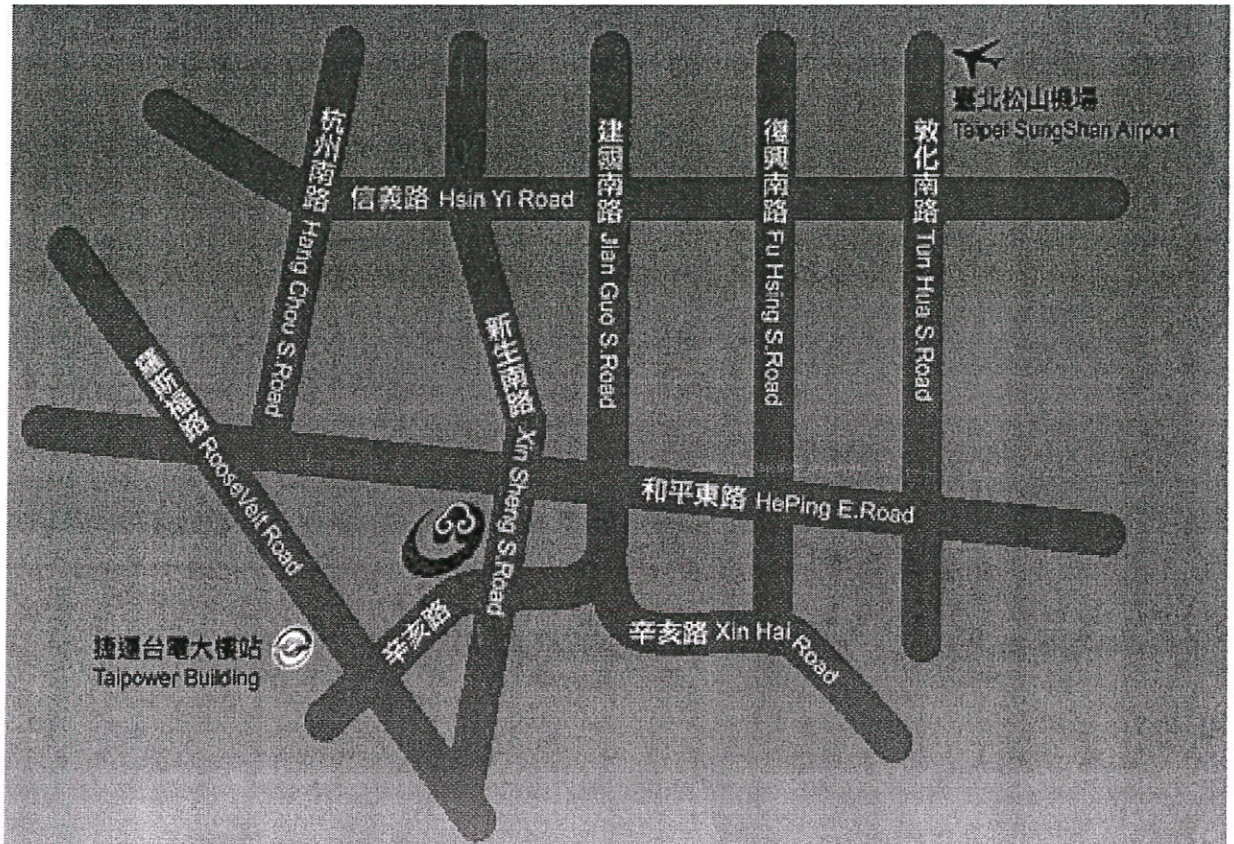 臺北松山機場
Taipei SungShan Airport
杭州南路 Hang Chou S.Road
信義路 Hsin Yi Road
建國南路 Jian Guo S.Road
復興南路 Fu Hsing S.Road
敦化南路 Tun Hua S.Road
新生南路 Xin Sheng S.Road
羅斯福路 RooseVelt Road
和平東路 HePing E.Road
辛亥路
辛亥路 Xin Hai Road
捷運台電大樓站
Taipower Building